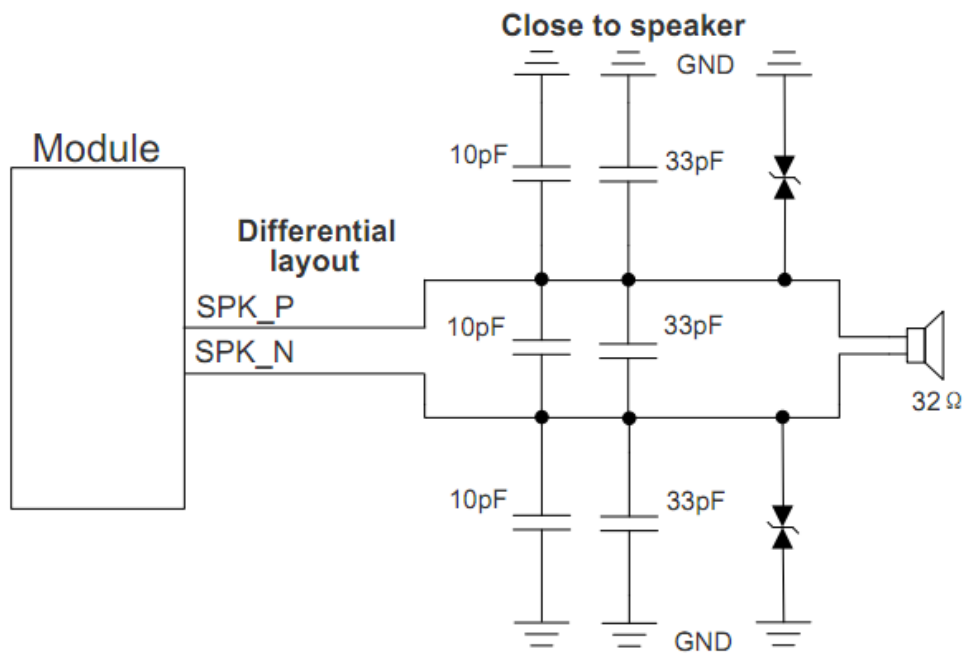 Close to speaker
GND
Module
10pF
33pF
Differential
layout
SPK_P
10pF
33pF
SPK_N
32Ω
10pF
33pF
GND